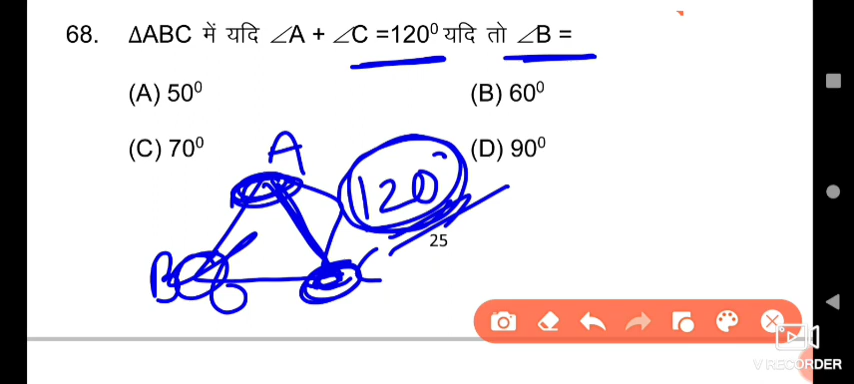 68. ΔABC में यदि ∠A + ∠C =120⁰ यदि तो ∠B =
(A) 50⁰ (B) 60⁰
(C) 70⁰ (D) 90⁰
A
120°
B C
25
V RECORDER